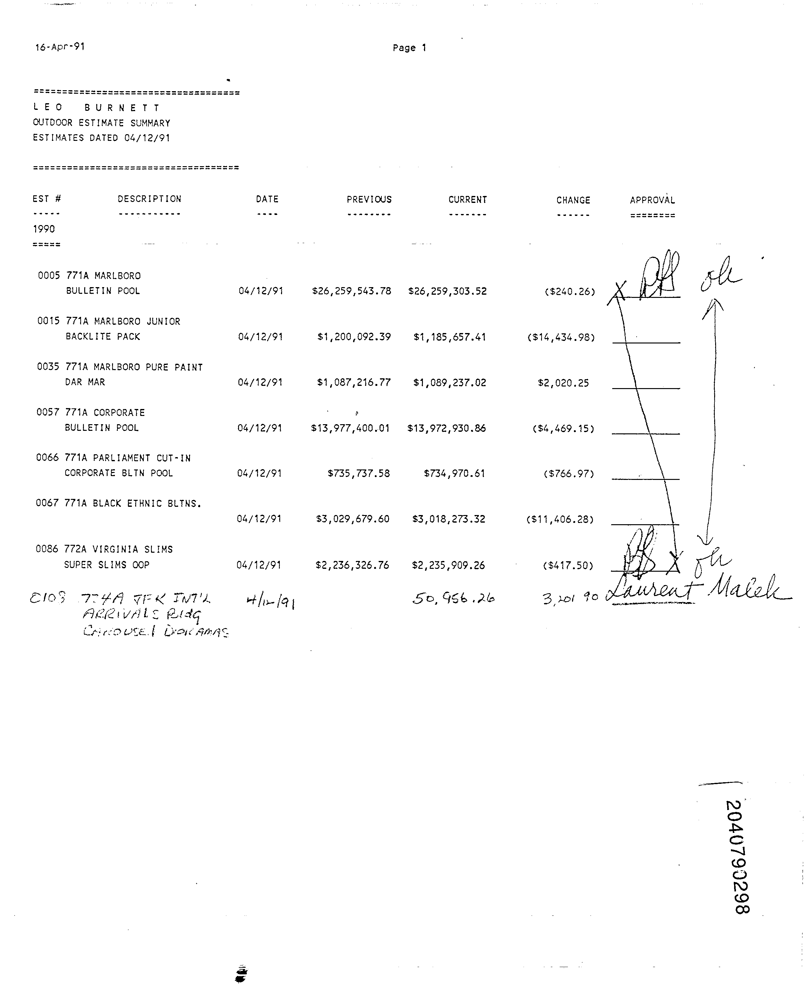 16-Apr-91 Page 1
===================================
L E O B U R N E T T
OUTDOOR ESTIMATE SUMMARY
ESTIMATES DATED 04/12/91
===================================
EST # DESCRIPTION DATE PREVIOUS CURRENT CHANGE APPROVAL
----- ----------- ---- -------- ------- ------ ========
1990
=====
0005 771A MARLBORO
BULLETIN POOL 04/12/91 $26,259,543.78 $26,259,303.52 ($240.26) X ok
0015 771A MARLBORO JUNIOR
BACKLITE PACK 04/12/91 $1,200,092.39 $1,185,657.41 ($14,434.98)
0035 771A MARLBORO PURE PAINT
DAR MAR 04/12/91 $1,087,216.77 $1,089,237.02 $2,020.25
0057 771A CORPORATE
BULLETIN POOL 04/12/91 $13,977,400.01 $13,972,930.86 ($4,469.15)
0066 771A PARLIAMENT CUT-IN
CORPORATE BLTN POOL 04/12/91 $735,737.58 $734,970.61 ($766.97)
0067 771A BLACK ETHNIC BLTNS.
04/12/91 $3,029,679.60 $3,018,273.32 ($11,406.28)
0086 772A VIRGINIA SLIMS
SUPER SLIMS OOP 04/12/91 $2,236,326.76 $2,235,909.26 ($417.50) X ok
774A JFK INT'L 4/12/91 50,956.26 3,201 90 Laurent Malek
ARRIVALS Bldg
CAROUSEL DIORAMAS
2040790298